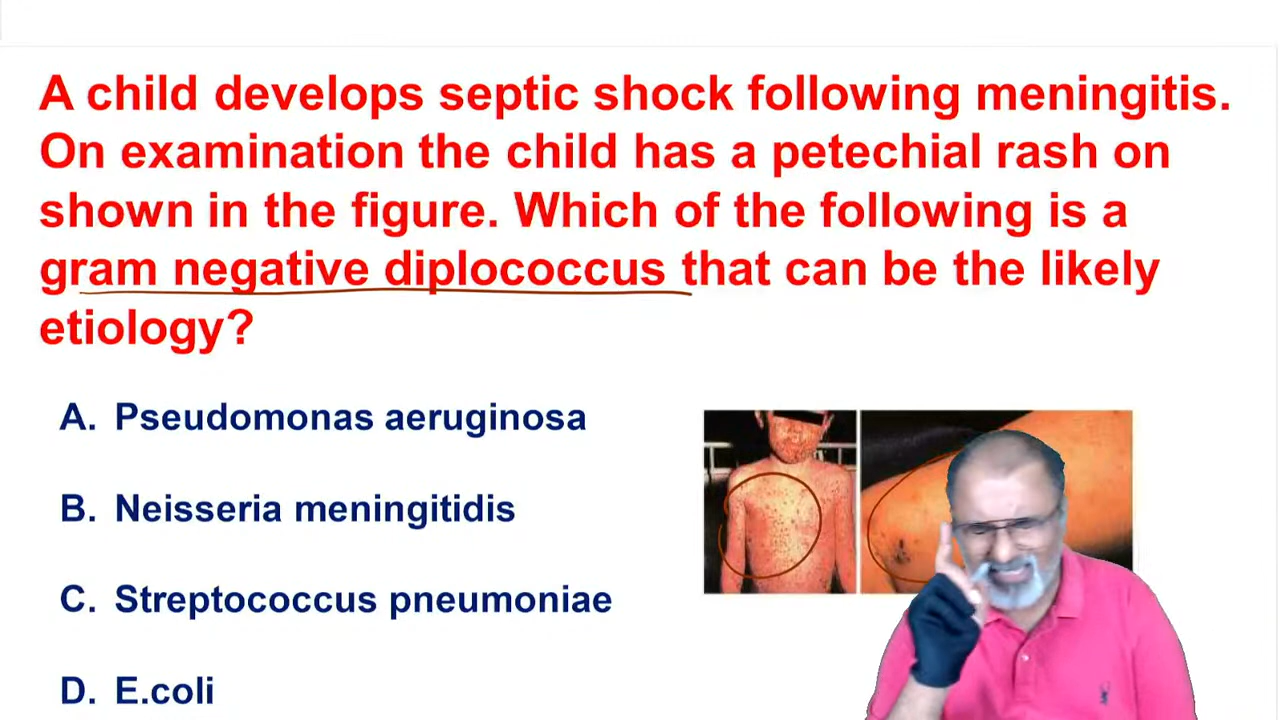 A child develops septic shock following meningitis.
On examination the child has a petechial rash on
shown in the figure. Which of the following is a
gram negative diplococcus that can be the likely
etiology?
A. Pseudomonas aeruginosa
B. Neisseria meningitidis
C. Streptococcus pneumoniae
D. E.coli